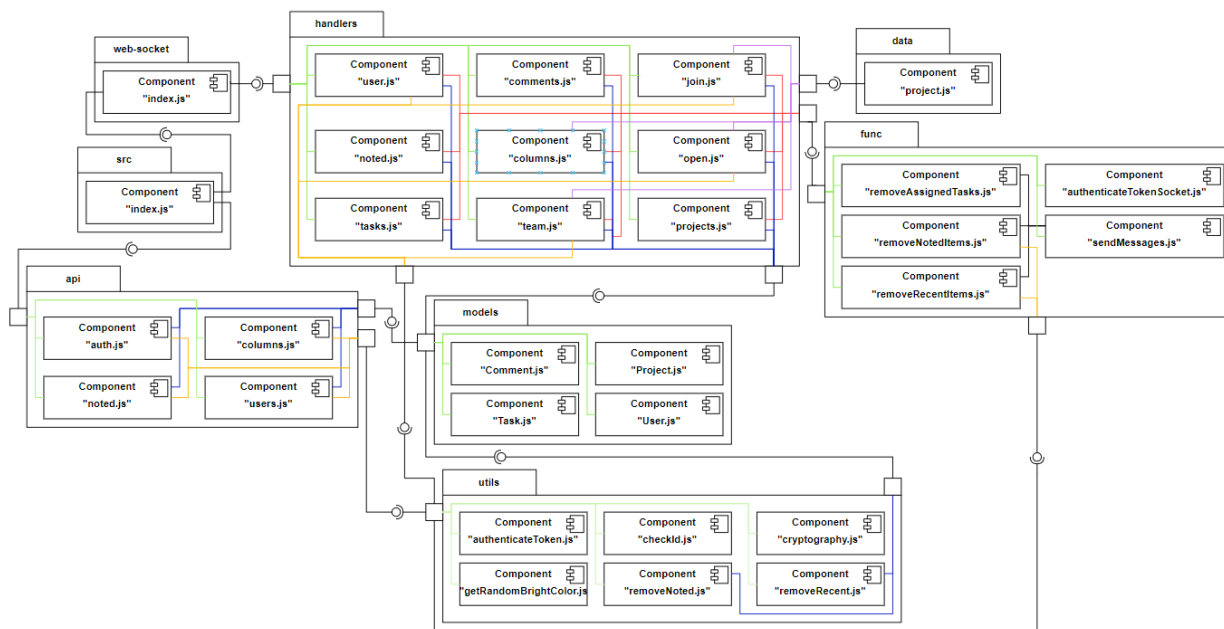 handlers
Component
"user.js"
Component
"comments.js"
Component
"join.js"
Component
"noted.js"
Component
"columns.js"
Component
"open.js"
Component
"tasks.js"
Component
"team.js"
Component
"projects.js"
web-socket
Component
"index.js"
src
Component
"index.js"
data
Component
"project.js"
func
Component
"removeAssignedTasks.js"
Component
"authenticateTokenSocket.js"
Component
"removeNotedItems.js"
Component
"sendMessages.js"
Component
"removeRecentItems.js"
api
Component
"auth.js"
Component
"columns.js"
Component
"noted.js"
Component
"users.js"
models
Component
"Comment.js"
Component
"Project.js"
Component
"Task.js"
Component
"User.js"
utils
Component
"authenticateToken.js"
Component
"checkId.js"
Component
"cryptography.js"
Component
"getRandomBrightColor.js
Component
"removeNoted.js"
Component
"removeRecent.js"